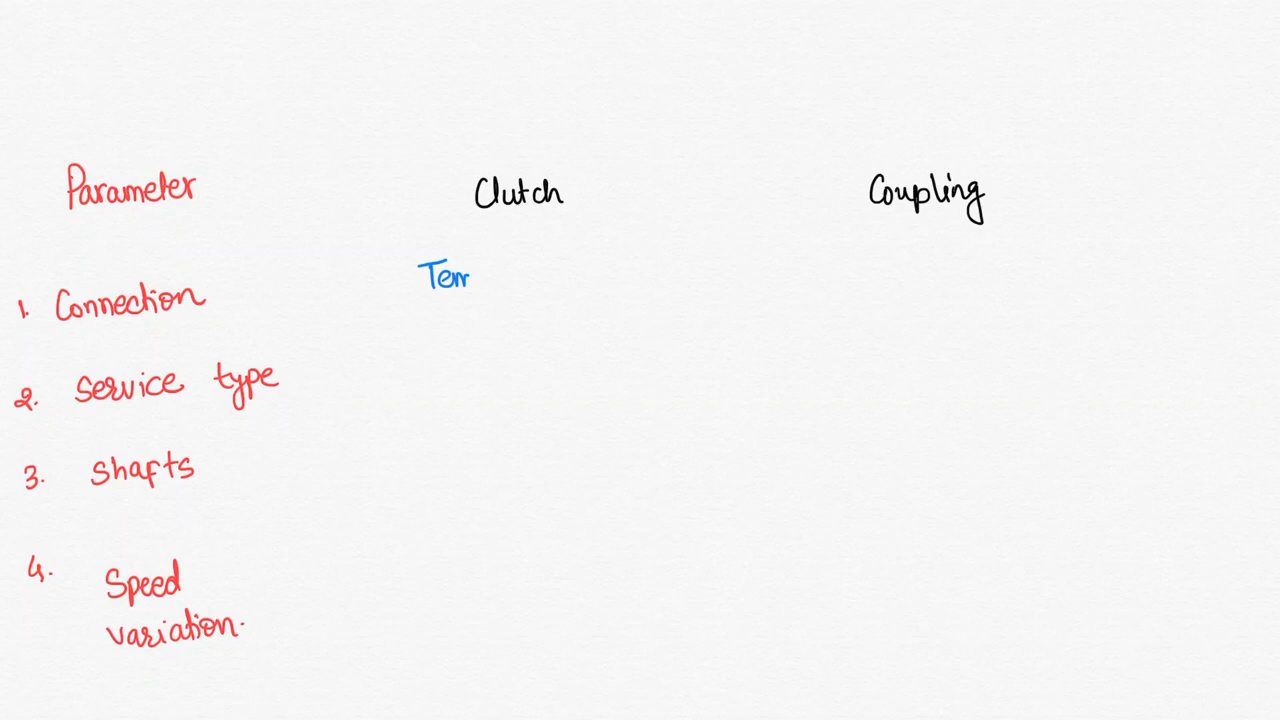 Parameter Clutch Coupling
Tem
1. Connection
2. Service type
3. Shafts
4. Speed
variation.